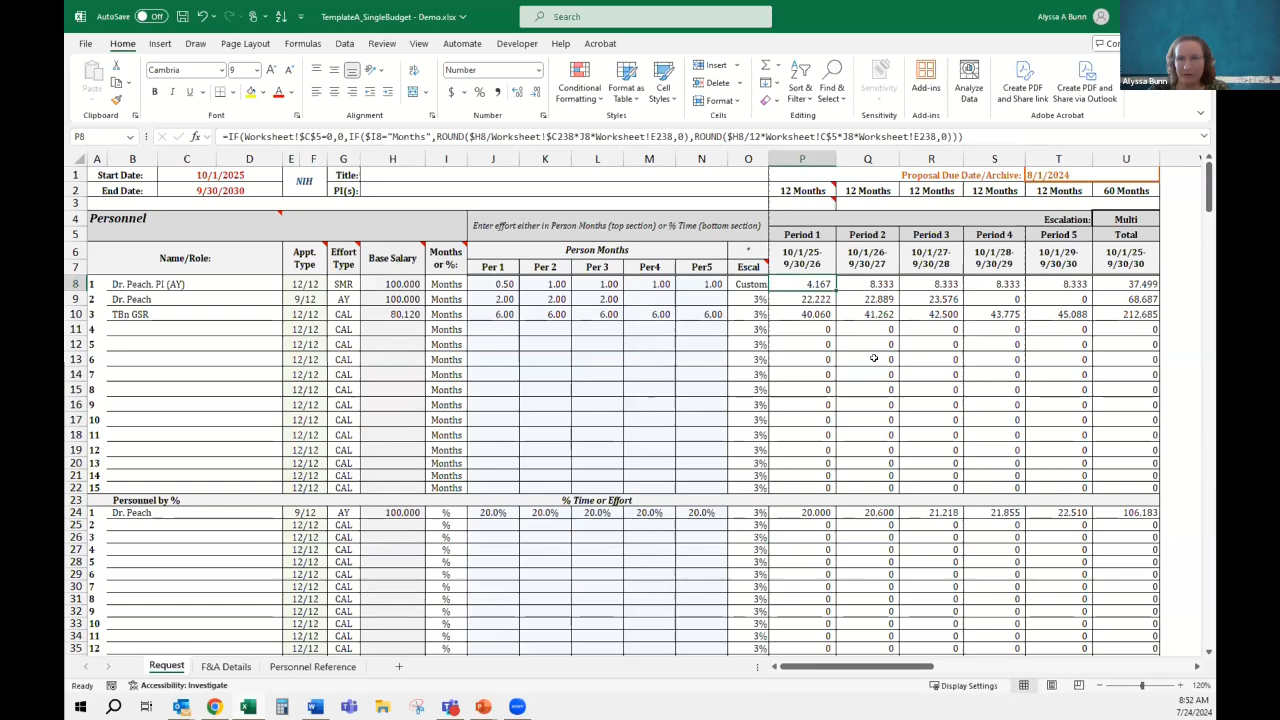 AutoSave Off TemplateA_SingleBudget - Demo.xlsx Search Alyssa A Bunn
Alyssa Bunn
File Home Insert Draw Page Layout Formulas Data Review View Automate Developer Help Acrobat
Cambria 9 Number Insert Delete Format
Paste Conditional Formatting Format as Table Cell Styles Sort & Filter Find & Select Sensitivity Add-ins Analyze Data Create PDF and Share link Create PDF and Share via Outlook
Clipboard Font Alignment Number Styles Cells Editing Sensitivity Add-ins Adobe Acrobat
P8 fx =IF(Worksheet!$C$5=0,0,IF($I8="Months",ROUND($H8/Worksheet!$C238*J8*Worksheet!E238,0),ROUND($H8/12*Worksheet!C$5*J8*Worksheet!E238,0)))
A B C D E F G H I J K L M N O P Q R S T U
1 Start Date: 10/1/2025 NIH Title: Proposal Due Date/Archive: 8/1/2024
2 End Date: 9/30/2030 PI(s): 12 Months 12 Months 12 Months 12 Months 12 Months 60 Months
3
4 Personnel Enter effort either in Person Months (top section) or % Time (bottom section) Escalation: Multi
5 Period 1 Period 2 Period 3 Period 4 Period 5 Total
6 Name/Role: Appt. Type Effort Type Base Salary Months or %: Person Months * 10/1/25-9/30/26 10/1/26-9/30/27 10/1/27-9/30/28 10/1/28-9/30/29 10/1/29-9/30/30 10/1/25-9/30/30
7 Per 1 Per 2 Per 3 Per4 Per5 Escal
8 1 Dr. Peach. PI (AY) 12/12 SMR 100.000 Months 0.50 1.00 1.00 1.00 1.00 Custom 4.167 8.333 8.333 8.333 8.333 37.499
9 2 Dr. Peach 9/12 AY 100.000 Months 2.00 2.00 2.00 3% 22.222 22.889 23.576 0 0 68.687
10 3 TBn GSR 12/12 CAL 80.120 Months 6.00 6.00 6.00 6.00 6.00 3% 40.060 41.262 42.500 43.775 45.088 212.685
11 4 12/12 CAL Months 3% 0 0 0 0 0 0
12 5 12/12 CAL Months 3% 0 0 0 0 0 0
13 6 12/12 CAL Months 3% 0 0 0 0 0 0
14 7 12/12 CAL Months 3% 0 0 0 0 0 0
15 8 12/12 CAL Months 3% 0 0 0 0 0 0
16 9 12/12 CAL Months 3% 0 0 0 0 0 0
17 10 12/12 CAL Months 3% 0 0 0 0 0 0
18 11 12/12 CAL Months 3% 0 0 0 0 0 0
19 12 12/12 CAL Months 3% 0 0 0 0 0 0
20 13 12/12 CAL Months 3% 0 0 0 0 0 0
21 14 12/12 CAL Months 3% 0 0 0 0 0 0
22 15 12/12 CAL Months 3% 0 0 0 0 0 0
23 Personnel by % % Time or Effort
24 1 Dr. Peach 9/12 AY 100.000 % 20.0% 20.0% 20.0% 20.0% 20.0% 3% 20,000 20,600 21,218 21,855 22,510 106,183
25 2 12/12 CAL % 3% 0 0 0 0 0 0
26 3 12/12 CAL % 3% 0 0 0 0 0 0
27 4 12/12 CAL % 3% 0 0 0 0 0 0
28 5 12/12 CAL % 3% 0 0 0 0 0 0
29 6 12/12 CAL % 3% 0 0 0 0 0 0
30 7 12/12 CAL % 3% 0 0 0 0 0 0
31 8 12/12 CAL % 3% 0 0 0 0 0 0
32 9 12/12 CAL % 3% 0 0 0 0 0 0
33 10 12/12 CAL % 3% 0 0 0 0 0 0
34 11 12/12 CAL % 3% 0 0 0 0 0 0
35 12 12/12 CAL % 3% 0 0 0 0 0 0
Request F&A Details Personnel Reference
Ready Accessibility: Investigate Display Settings 120%
8:52 AM
7/24/2024